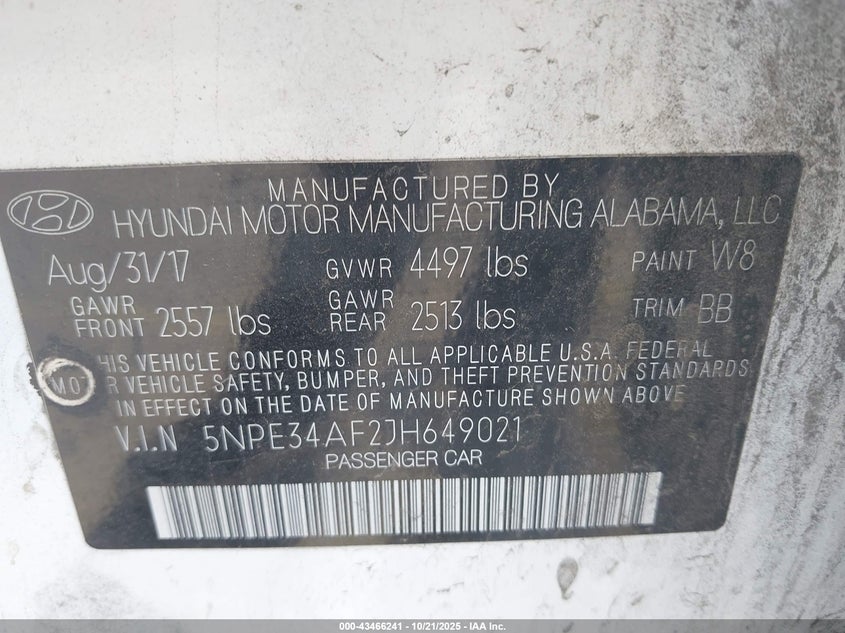 MANUFACTURED BY
HYUNDAI MOTOR MANUFACTURING ALABAMA, LLC
Aug/31/17 GVWR 4497 lbs PAINT W8
GAWR FRONT 2557 lbs GAWR REAR 2513 lbs TRIM BB
THIS VEHICLE CONFORMS TO ALL APPLICABLE U.S.A. FEDERAL
MOTOR VEHICLE SAFETY, BUMPER, AND THEFT PREVENTION STANDARDS
IN EFFECT ON THE DATE OF MANUFACTURE SHOWN ABOVE
V.I.N 5NPE34AF2JH649021
PASSENGER CAR
000-43466241 - 10/21/2025 - IAA Inc.